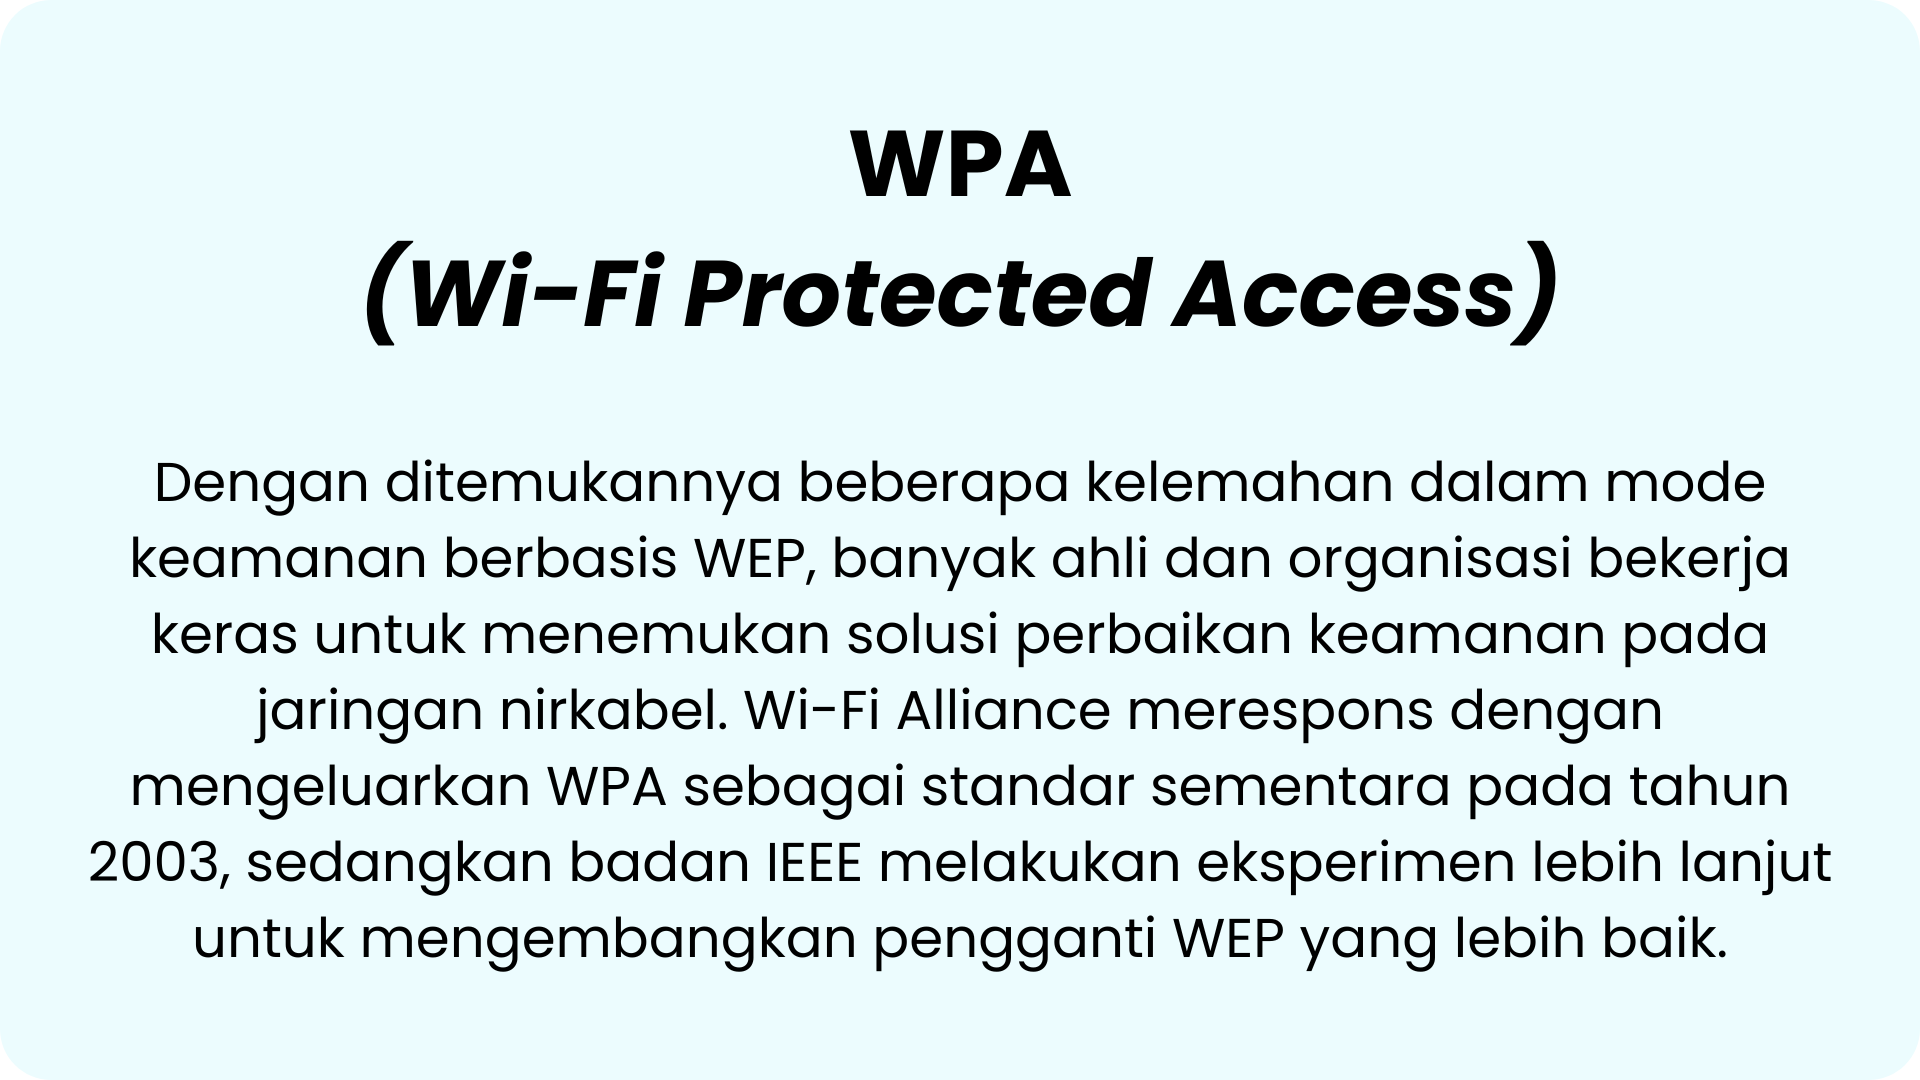 WPA
(Wi-Fi Protected Access)
Dengan ditemukannya beberapa kelemahan dalam mode
keamanan berbasis WEP, banyak ahli dan organisasi bekerja
keras untuk menemukan solusi perbaikan keamanan pada
jaringan nirkabel. Wi-Fi Alliance merespons dengan
mengeluarkan WPA sebagai standar sementara pada tahun
2003, sedangkan badan IEEE melakukan eksperimen lebih lanjut
untuk mengembangkan pengganti WEP yang lebih baik.